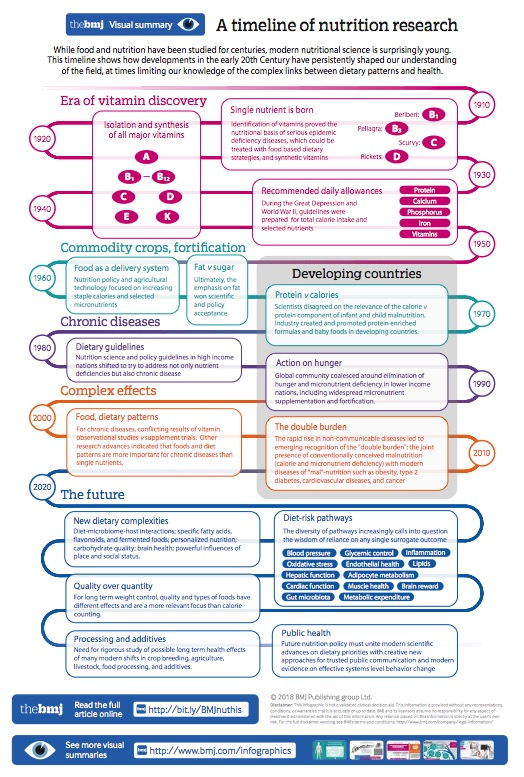 thebmj Visual summary
A timeline of nutrition research
While food and nutrition have been studied for centuries, modern nutritional science is surprisingly young.
This timeline shows how developments in the early 20th Century have persistently shaped our understanding
of the field, at times limiting our knowledge of the complex links between dietary patterns and health.
Era of vitamin discovery
1910
Single nutrient is born
Identification of vitamins proved the
nutritional basis of serious epidemic
deficiency diseases, which could be
treated with food based dietary
strategies, and synthetic vitamins
Beriberi: B1
Pellagra: B3
Scurvy: C
Rickets: D
1920
Isolation and synthesis
of all major vitamins
A
B1 – B12
C D
E K
1930
Recommended daily allowances
During the Great Depression and
World War II, guidelines were
prepared for total calorie intake and
selected nutrients
Protein
Calcium
Phosphorus
Iron
Vitamins
1940
1950
Commodity crops, fortification
1960
Food as a delivery system
Nutrition policy and agricultural
technology focused on increasing
staple calories and selected
micronutrients
Fat v sugar
Ultimately, the
emphasis on fat
won scientific
and policy
acceptance
Developing countries
Protein v calories
Scientists disagreed on the relevance of the calorie v
protein component of infant and child malnutrition.
Industry created and promoted protein enriched
formulas and baby foods in developing countries.
1970
Chronic diseases
1980
Dietary guidelines
Nutrition science and policy guidelines in high income
nations shifted to try to address not only nutrient
deficiencies but also chronic disease
Action on hunger
Global community coalesced around elimination of
hunger and micronutrient deficiency in lower income
nations, including widespread micronutrient
supplementation and fortification.
1990
Complex effects
2000
Food, dietary patterns
For chronic diseases, conflicting results of vitamin
observational studies v supplement trials. Other
research advances indicated that foods and diet
patterns are more important for chronic diseases than
single nutrients.
The double burden
The rapid rise in non-communicable diseases led to
emerging recognition of the "double burden": the joint
presence of conventionally conceived malnutrition
(calorie and micronutrient deficiency) with modern
diseases of "mal"-nutrition such as obesity, type 2
diabetes, cardiovascular diseases, and cancer
2010
2020
The future
New dietary complexities
Diet-microbiome-host interactions; specific fatty acids,
flavonoids, and fermented foods; personalized nutrition;
carbohydrate quality; brain health; powerful influences of
place and social status.
Diet-risk pathways
The diversity of pathways increasingly calls into question
the wisdom of reliance on any single surrogate outcome
Blood pressure Glycemic control Inflammation
Oxidative stress Endothelial health Lipids
Hepatic function Adipocyte metabolism
Cardiac function Muscle health Brain reward
Gut microbiota Metabolic expenditure
Quality over quantity
For long term weight control, quality and types of foods have
different effects and are a more relevant focus than calorie
counting.
Processing and additives
Need for rigorous study of possible long term health effects
of many modern shifts in crop breeding, agriculture,
livestock, food processing, and additives.
Public health
Future nutrition policy must unite modern scientific
advances on dietary priorities with creative new
approaches for trusted public communication and modern
evidence on effective systems level behavior change
thebmj Read the full
article online
http://bit.ly/BMJnuthis
© 2018 BMJ Publishing group Ltd.
See more visual
summaries
http://www.bmj.com/infographics